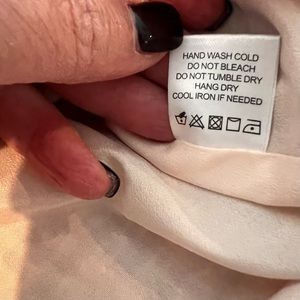 HAND WASH COLD
DO NOT BLEACH
DO NOT TUMBLE DRY
HANG DRY
COOL IRON IF NEEDED